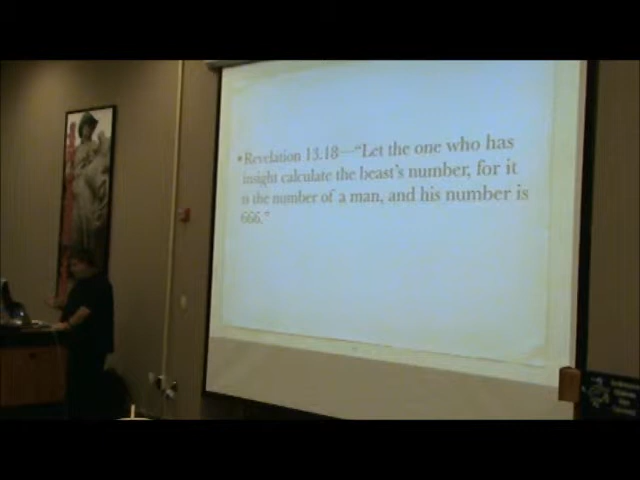 • Revelation 13.18—“Let the one who has
insight calculate the beast's number, for it
is the number of a man, and his number is
666.”